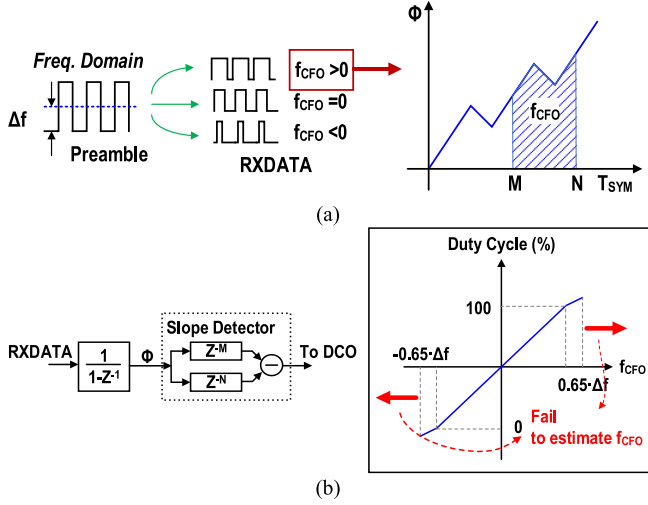 Freq. Domain
Δf
Preamble
f_CFO >0
f_CFO =0
f_CFO <0
RXDATA
Φ
f_CFO
M N T_SYM
(a)
RXDATA
1
1-Z^-1
Φ
Slope Detector
Z^-M
Z^-N
To DCO
Duty Cycle (%)
100
-0.65·Δf
f_CFO
0.65·Δf
0
Fail
to estimate f_CFO
(b)